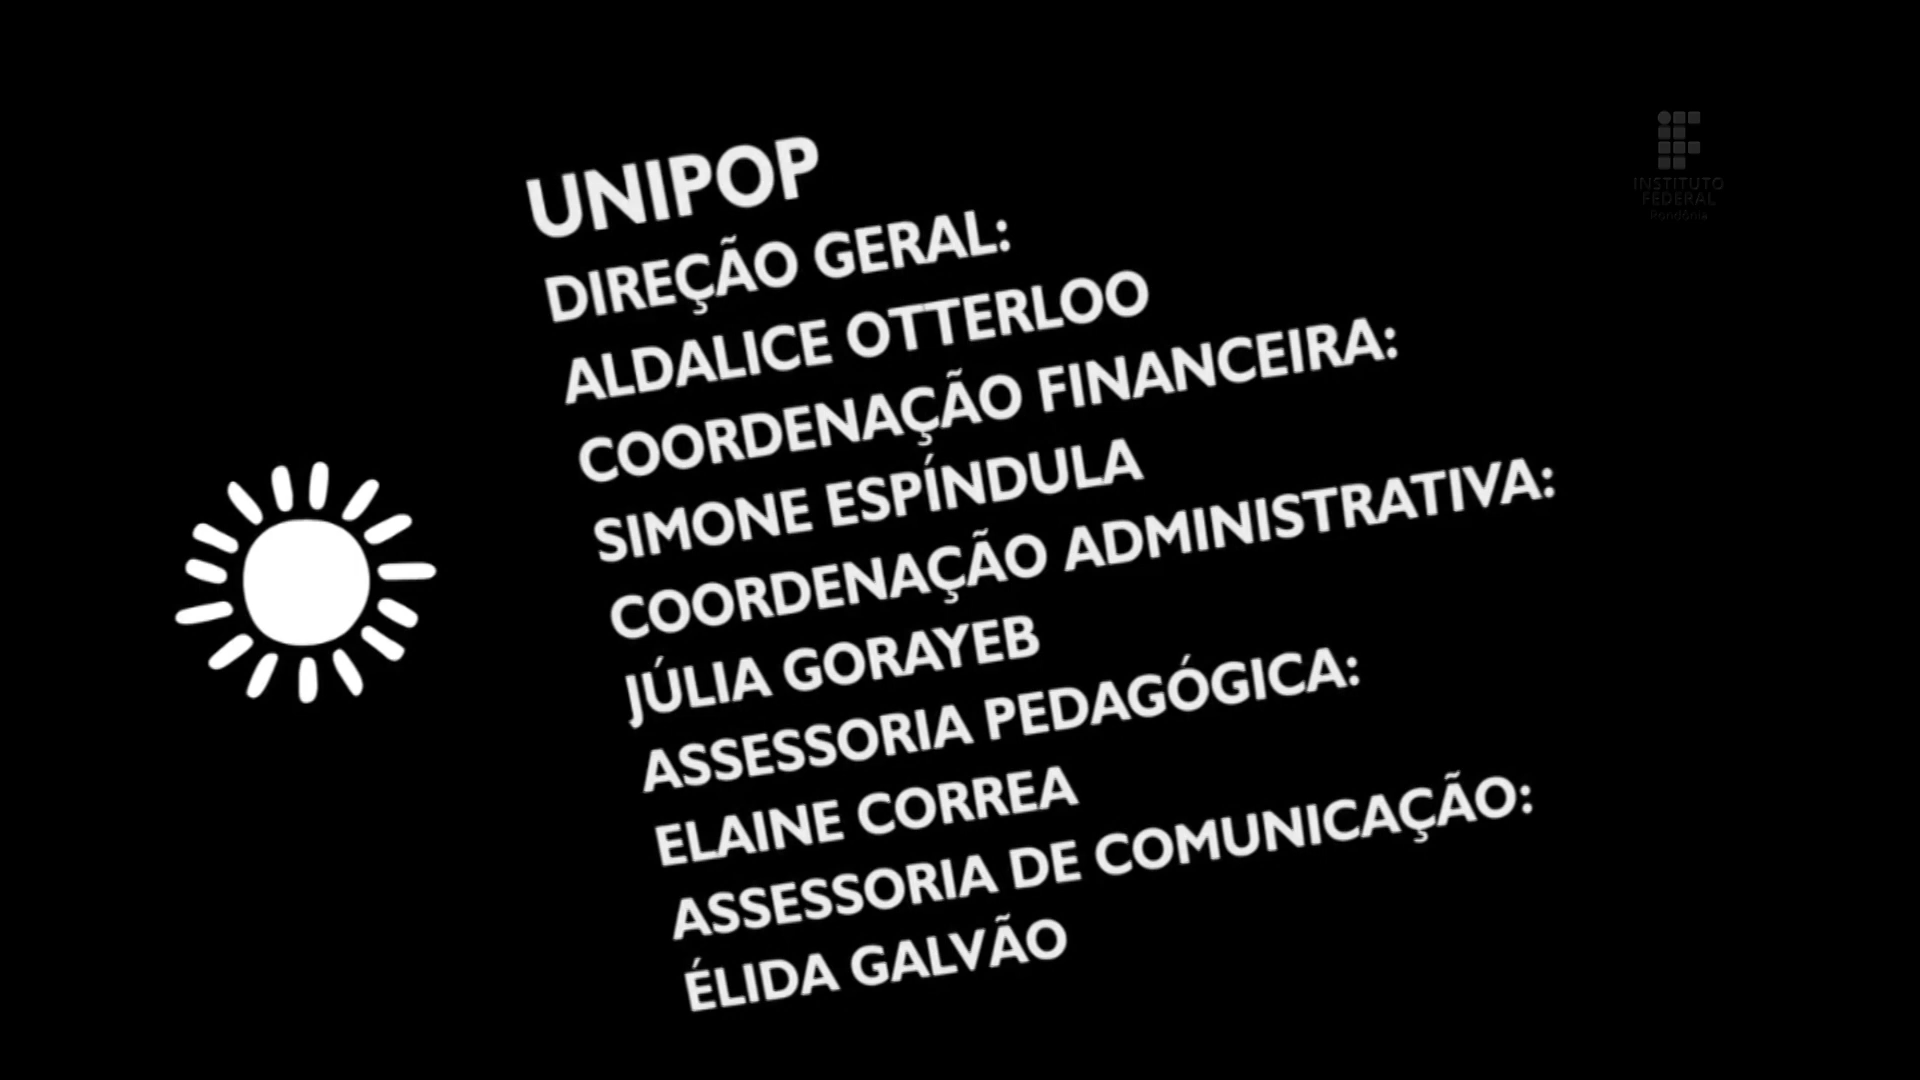 UNIPOP
DIREÇÃO GERAL:
ALDALICE OTTERLOO
COORDENAÇÃO FINANCEIRA:
SIMONE ESPÍNDULA
COORDENAÇÃO ADMINISTRATIVA:
JÚLIA GORAYEB
ASSESSORIA PEDAGÓGICA:
ELAINE CORREA
ASSESSORIA DE COMUNICAÇÃO:
ÉLIDA GALVÃO
INSTITUTO
FEDERAL
Rondônia